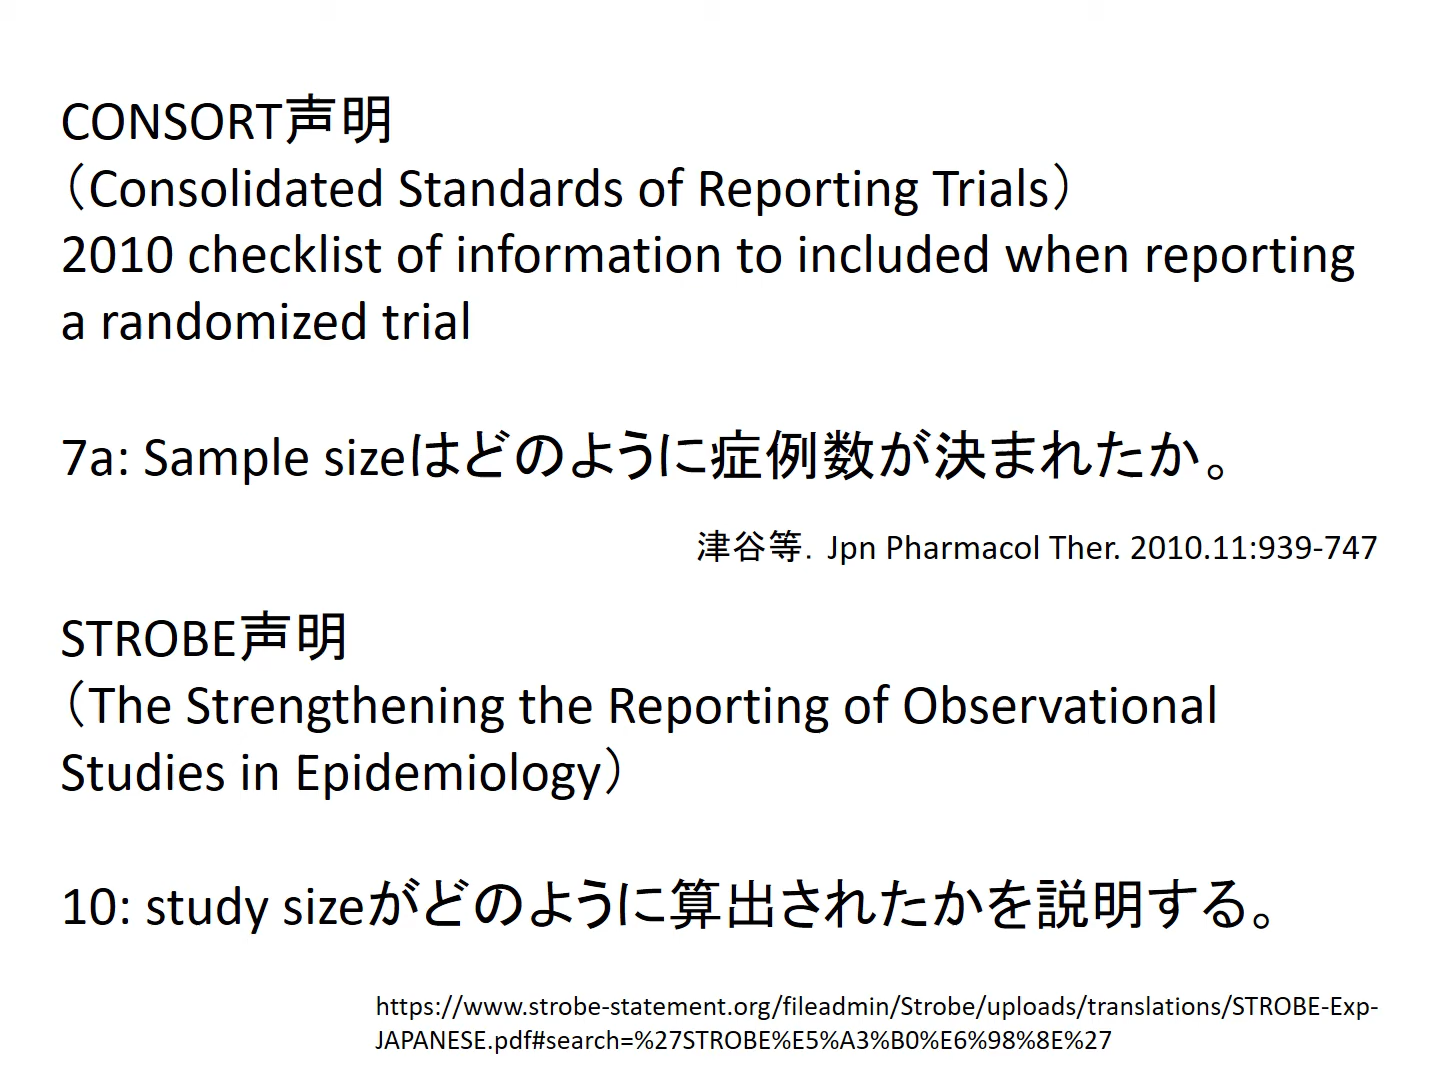 CONSORT声明
（Consolidated Standards of Reporting Trials）
2010 checklist of information to included when reporting
a randomized trial
7a: Sample sizeはどのように症例数が決まれたか。
津谷等．Jpn Pharmacol Ther. 2010.11:939-747
STROBE声明
（The Strengthening the Reporting of Observational
Studies in Epidemiology）
10: study sizeがどのように算出されたかを説明する。
https://www.strobe-statement.org/fileadmin/Strobe/uploads/translations/STROBE-Exp-
JAPANESE.pdf#search=%27STROBE%E5%A3%B0%E6%98%8E%27